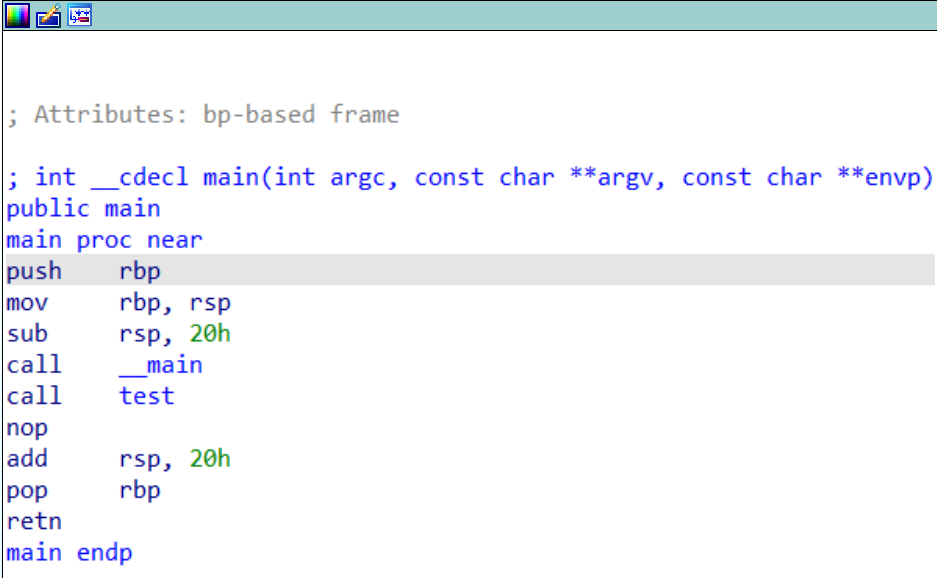 ; Attributes: bp-based frame
; int __cdecl main(int argc, const char **argv, const char **envp)
public main
main proc near
push    rbp
mov     rbp, rsp
sub     rsp, 20h
call    __main
call    test
nop
add     rsp, 20h
pop     rbp
retn
main endp